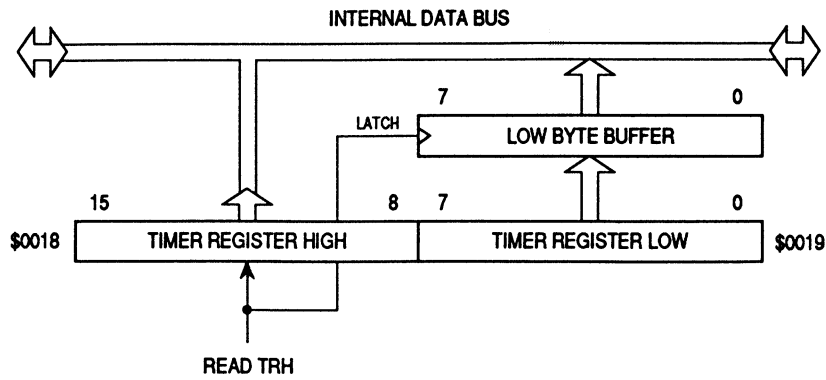 INTERNAL DATA BUS
7 0
LATCH
LOW BYTE BUFFER
15 8 7 0
$0018 TIMER REGISTER HIGH TIMER REGISTER LOW $0019
READ TRH